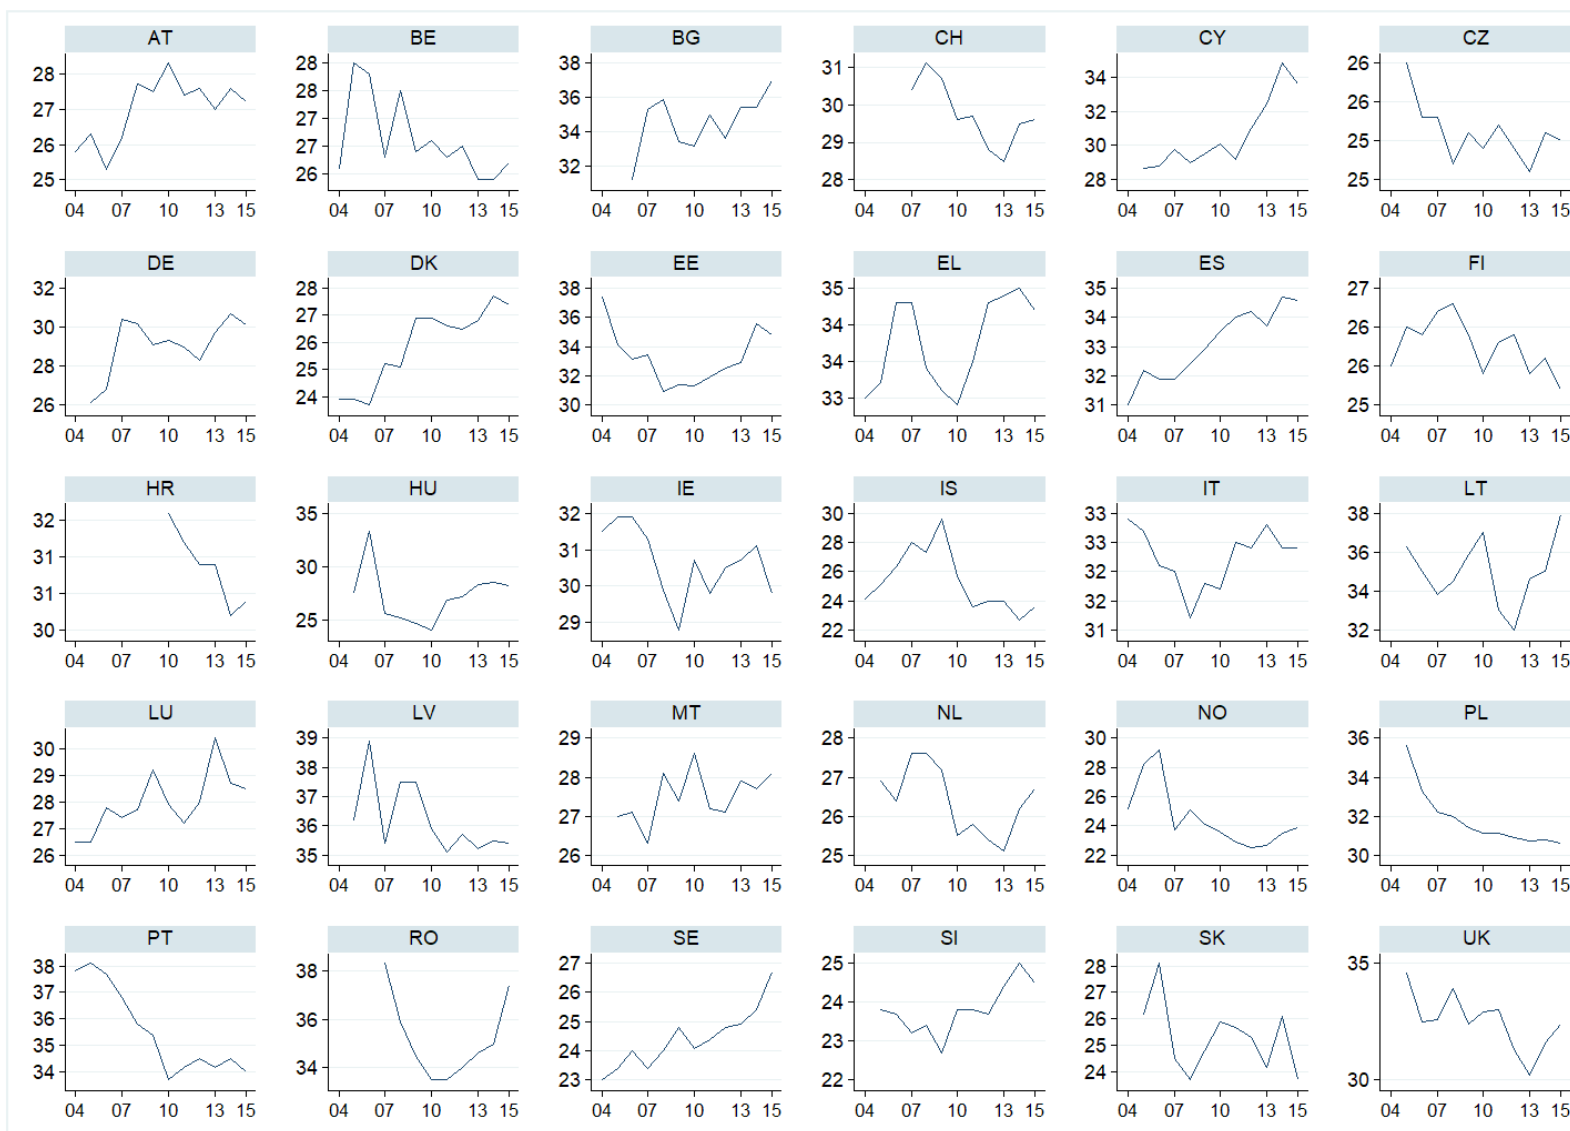 AT BE BG CH CY CZ
28 28 38 31 34 26
27 28 36 30 32 26
26 27 34 29 30 25
25 26 32 28 28 25
04 07 10 13 15 04 07 10 13 15 04 07 10 13 15 04 07 10 13 15 04 07 10 13 15 04 07 10 13 15
DE DK EE EL ES FI
32 28 38 35 35 27
30 27 36 34 34 26
28 26 34 34 33 26
26 25 32 33 32 25
24 30 31
04 07 10 13 15 04 07 10 13 15 04 07 10 13 15 04 07 10 13 15 04 07 10 13 15 04 07 10 13 15
HR HU IE IS IT LT
32 35 32 30 33 38
31 30 31 28 33 36
31 25 30 26 32 34
30 29 24 32 32
22 31
04 07 10 13 15 04 07 10 13 15 04 07 10 13 15 04 07 10 13 15 04 07 10 13 15 04 07 10 13 15
LU LV MT NL NO PL
30 39 29 28 30 36
29 38 28 27 28 34
28 37 27 26 26 32
27 36 26 25 24 30
26 35 22
04 07 10 13 15 04 07 10 13 15 04 07 10 13 15 04 07 10 13 15 04 07 10 13 15 04 07 10 13 15
PT RO SE SI SK UK
38 38 27 25 28 35
37 34 26 24 27 30
36 25 23 26
35 24 22 25
34 23 24
04 07 10 13 15 04 07 10 13 15 04 07 10 13 15 04 07 10 13 15 04 07 10 13 15 04 07 10 13 15